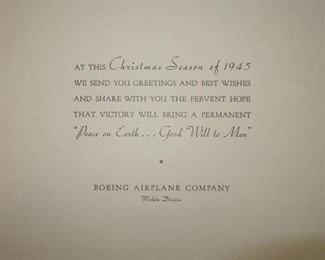 AT THIS Christmas Season of 1945
WE SEND YOU GREETINGS AND BEST WISHES
AND SHARE WITH YOU THE FERVENT HOPE
THAT VICTORY WILL BRING A PERMANENT
"Peace on Earth . . . Good Will to Men"
*
BOEING AIRPLANE COMPANY
Wichita Division